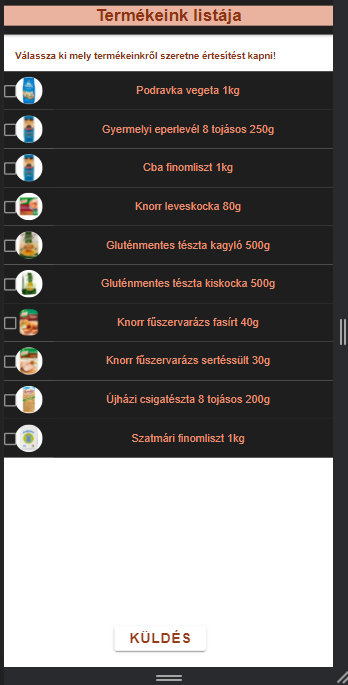 Termékeink listája
Válassza ki mely termékeinkről szeretne értesítést kapni!
Podravka vegeta 1kg
Gyermelyi eperlevél 8 tojásos 250g
Cba finomliszt 1kg
Knorr leveskocka 80g
Gluténmentes tészta kagyló 500g
Gluténmentes tészta kiskocka 500g
Knorr fűszervarázs fasírt 40g
Knorr fűszervarázs sertéssült 30g
Újházi csigatészta 8 tojásos 200g
Szatmári finomliszt 1kg
KÜLDÉS